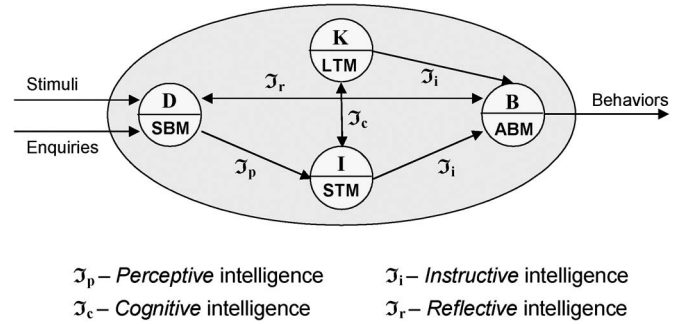 K
LTM
ℑi
Stimuli
ℑr
D
B
Behaviors
SBM
ℑc
ABM
Enquiries
ℑp
I
ℑi
STM
ℑp – Perceptive intelligence
ℑi – Instructive intelligence
ℑc – Cognitive intelligence
ℑr – Reflective intelligence